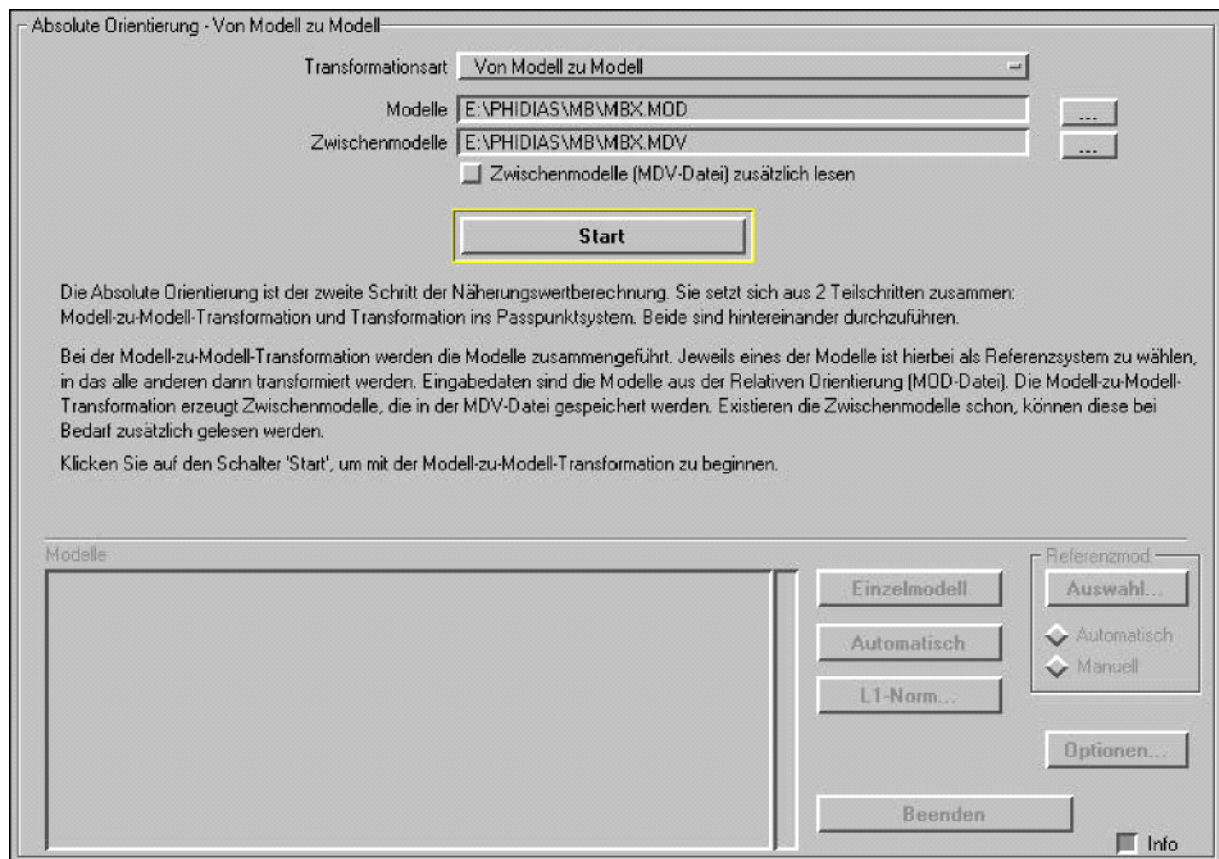 Absolute Orientierung - Von Modell zu Modell
Transformationsart Von Modell zu Modell
Modelle E:\PHIDIAS\MB\MBX.MOD ...
Zwischenmodelle E:\PHIDIAS\MB\MBX.MDV ...
Zwischenmodelle (MDV-Datei) zusätzlich lesen
Start
Die Absolute Orientierung ist der zweite Schritt der Näherungswertberechnung. Sie setzt sich aus 2 Teilschritten zusammen:
Modell-zu-Modell-Transformation und Transformation ins Passpunktsystem. Beide sind hintereinander durchzuführen.
Bei der Modell-zu-Modell-Transformation werden die Modelle zusammengeführt. Jeweils eines der Modelle ist hierbei als Referenzsystem zu wählen,
in das alle anderen dann transformiert werden. Eingabedaten sind die Modelle aus der Relativen Orientierung (MOD-Datei). Die Modell-zu-Modell-
Transformation erzeugt Zwischenmodelle, die in der MDV-Datei gespeichert werden. Existieren die Zwischenmodelle schon, können diese bei
Bedarf zusätzlich gelesen werden.
Klicken Sie auf den Schalter 'Start', um mit der Modell-zu-Modell-Transformation zu beginnen.
Modelle
Einzelmodell
Automatisch
L1-Norm...
Beenden
Referenzmod.
Auswahl...
Automatisch
Manuell
Optionen...
Info